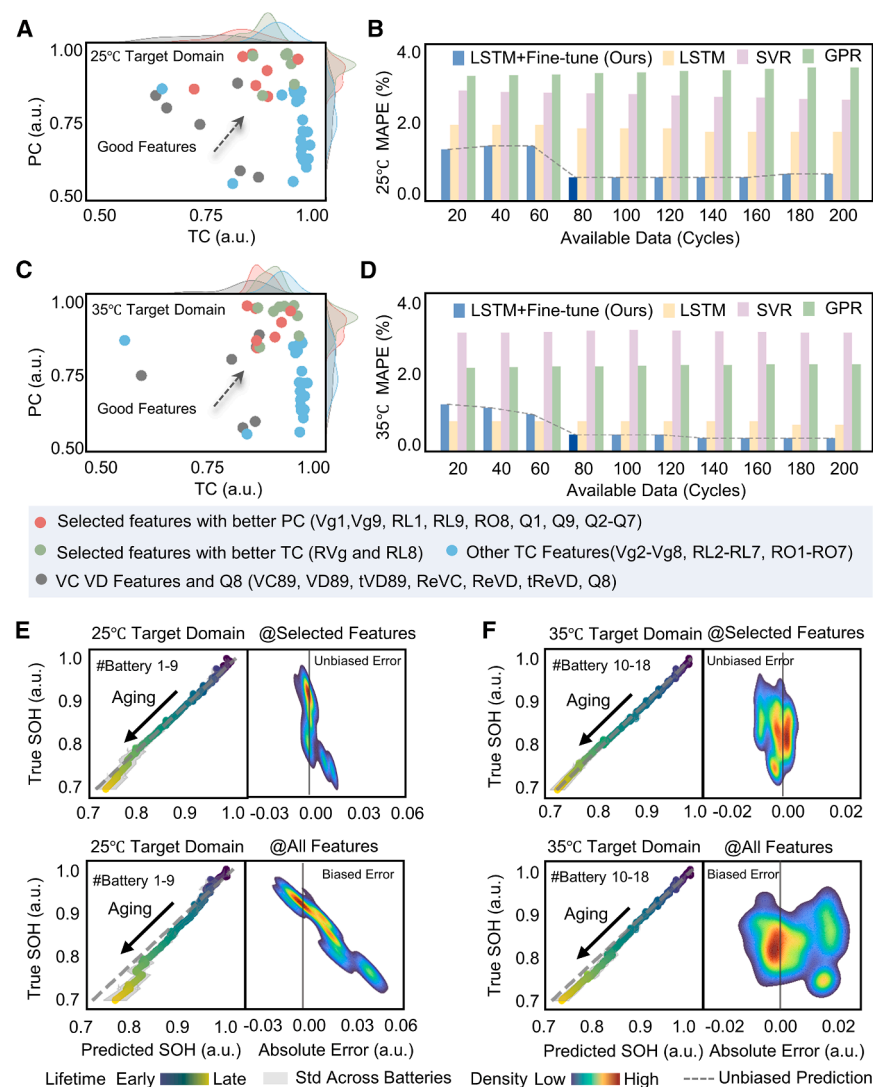 A
25℃ Target Domain
Good Features
PC (a.u.)
1.00
0.75
0.50
0.50
0.75
1.00
TC (a.u.)
B
LSTM+Fine-tune (Ours) LSTM SVR GPR
25℃ MAPE (%)
4.0
2.0
0.0
20 40 60 80 100 120 140 160 180 200
Available Data (Cycles)
C
35℃ Target Domain
Good Features
PC (a.u.)
1.00
0.75
0.50
0.50
0.75
1.00
TC (a.u.)
D
LSTM+Fine-tune (Ours) LSTM SVR GPR
35℃ MAPE (%)
4.0
2.0
0.0
20 40 60 80 100 120 140 160 180 200
Available Data (Cycles)
Selected features with better PC (Vg1,Vg9, RL1, RL9, RO8, Q1, Q9, Q2-Q7)
Selected features with better TC (RVg and RL8) Other TC Features(Vg2-Vg8, RL2-RL7, RO1-RO7)
VC VD Features and Q8 (VC89, VD89, tVD89, ReVC, ReVD, tReVD, Q8)
E
25℃ Target Domain @Selected Features
#Battery 1-9
Unbiased Error
Aging
True SOH (a.u.)
1.0
0.9
0.8
0.7
0.7 0.8 0.9 1.0
-0.03 0.00 0.03 0.06
25℃ Target Domain @All Features
#Battery 1-9
Biased Error
Aging
True SOH (a.u.)
1.0
0.9
0.8
0.7
0.7 0.8 0.9 1.0
-0.03 0.00 0.03 0.06
Predicted SOH (a.u.) Absolute Error (a.u.)
F
35℃ Target Domain @Selected Features
#Battery 10-18
Unbiased Error
Aging
True SOH (a.u.)
1.0
0.9
0.8
0.7
0.7 0.8 0.9 1.0
-0.02 0.00 0.02
35℃ Target Domain @All Features
#Battery 10-18
Biased Error
Aging
True SOH (a.u.)
1.0
0.9
0.8
0.7
0.7 0.8 0.9 1.0
-0.02 0.00 0.02
Predicted SOH (a.u.) Absolute Error (a.u.)
Lifetime Early Late Std Across Batteries Density Low High Unbiased Prediction